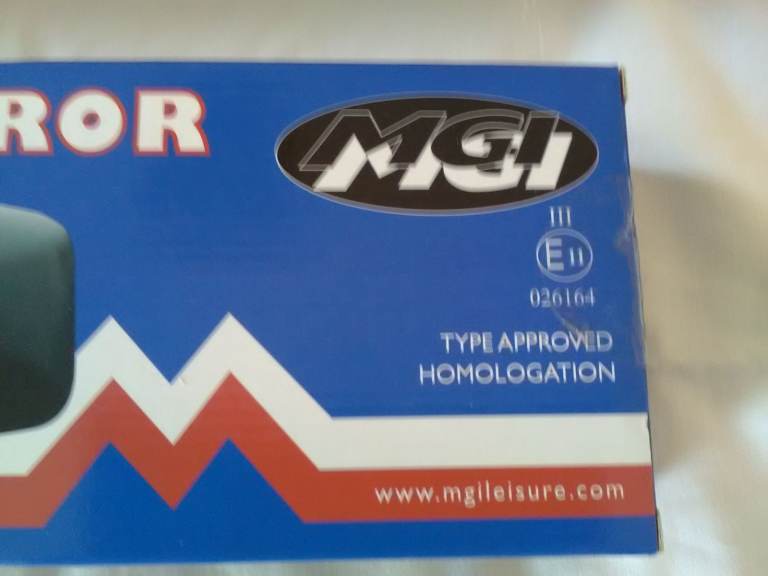 ROR
MGI
III
E 11
026164
TYPE APPROVED
HOMOLOGATION
www.mgileisure.com